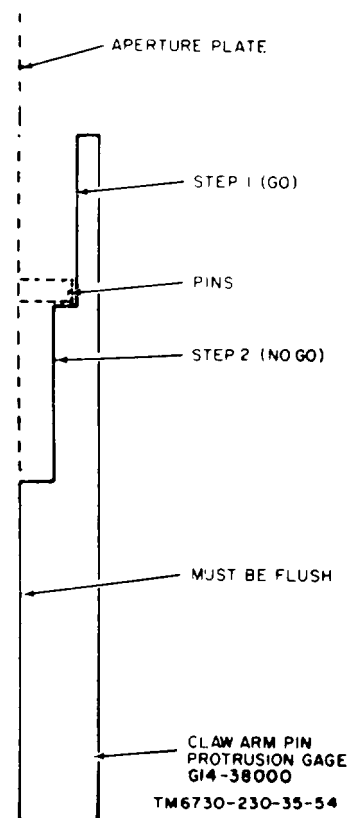 APERTURE PLATE
STEP 1 (GO)
PINS
STEP 2 (NO GO)
MUST BE FLUSH
CLAW ARM PIN
PROTRUSION GAGE
G14-38000
TM6730-230-35-54